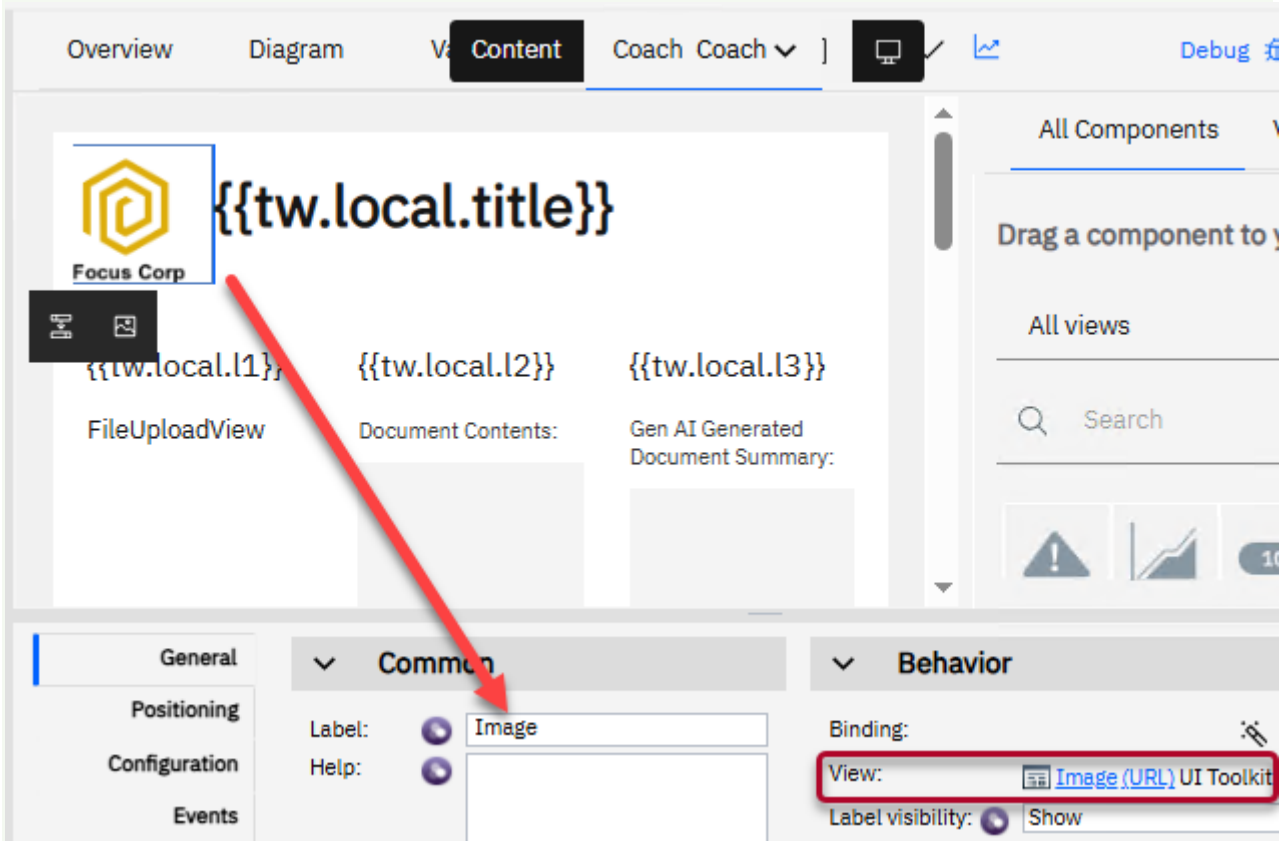 Overview Diagram Va Content Coach Coach Debug
All Components
{{tw.local.title}}
Focus Corp
Drag a component to y
All views
{{tw.local.l1}} {{tw.local.l2}} {{tw.local.l3}}
Search
FileUploadView Document Contents: Gen AI Generated
Document Summary:
10
General Common Behavior
Positioning
Label: Image Binding:
Configuration Help: View: Image (URL) UI Toolkit
Events Label visibility: Show